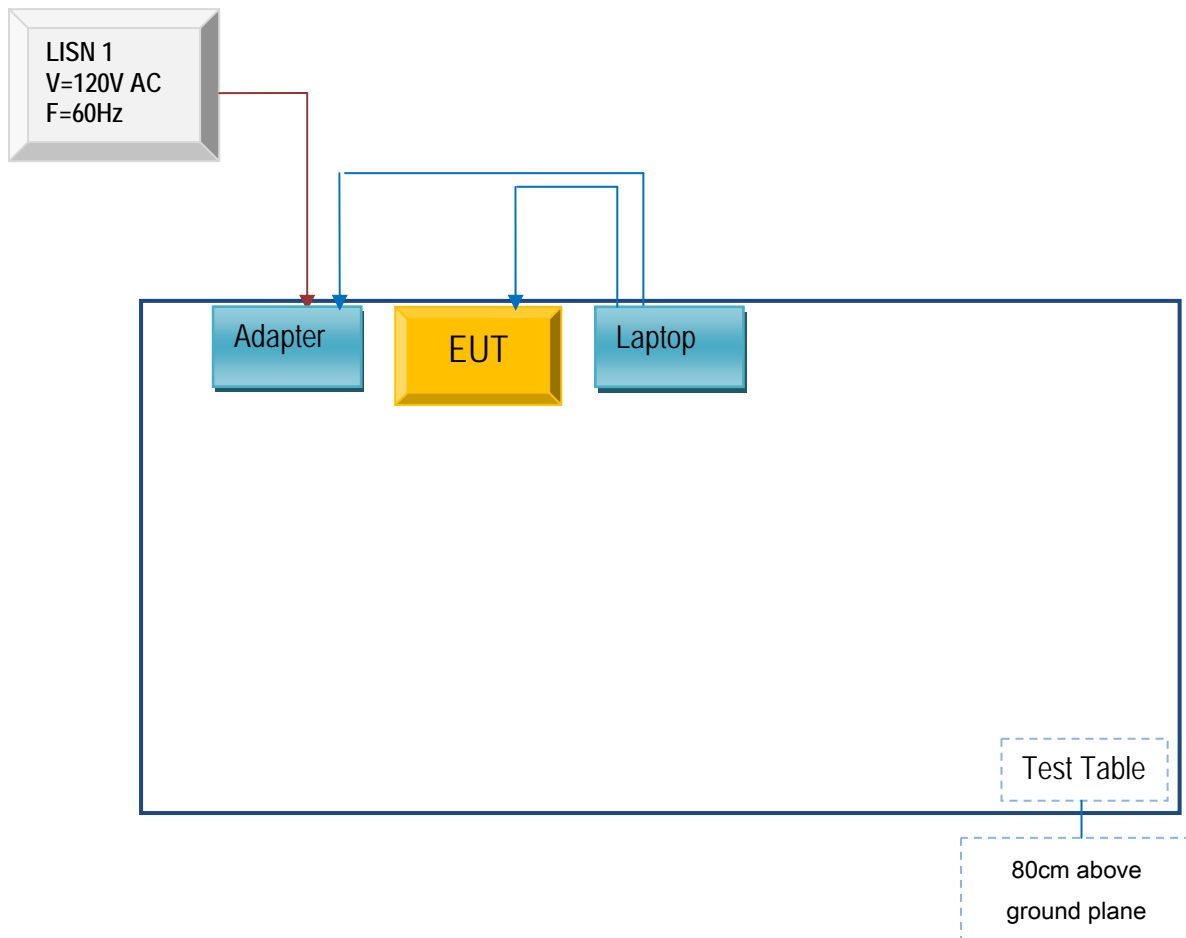 LISN 1
V=120V AC
F=60Hz
Adapter
EUT
Laptop
Test Table
80cm above
ground plane